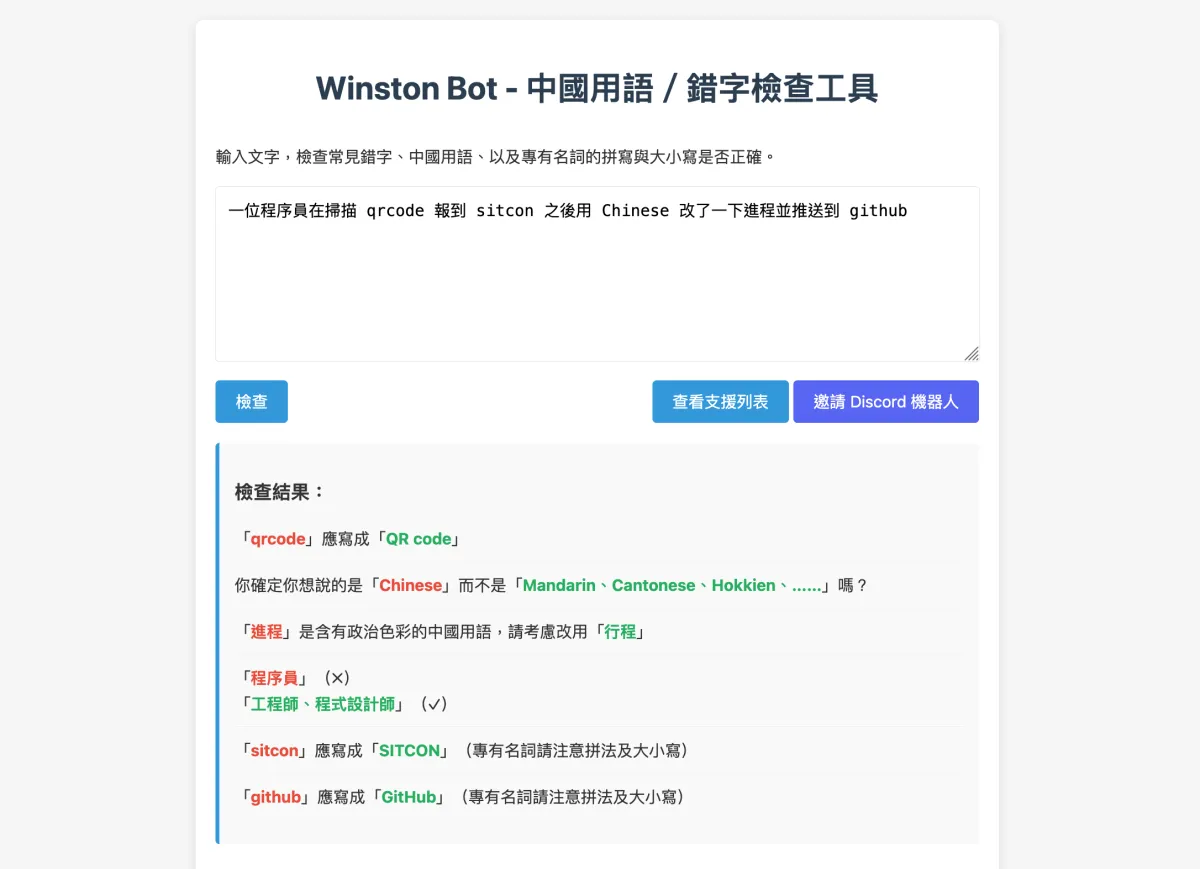 Winston Bot - 中國用語 / 錯字檢查工具
輸入文字，檢查常見錯字、中國用語、以及專有名詞的拼寫與大小寫是否正確。
一位程序員在掃描 qrcode 報到 sitcon 之後用 Chinese 改了一下進程並推送到 github
檢查
查看支援列表
邀請 Discord 機器人
檢查結果：
「qrcode」應寫成「QR code」
你確定你想說的是「Chinese」而不是「Mandarin、Cantonese、Hokkien、......」嗎？
「進程」是含有政治色彩的中國用語，請考慮改用「行程」
「程序員」（×）
「工程師、程式設計師」（✓）
「sitcon」應寫成「SITCON」（專有名詞請注意拼法及大小寫）
「github」應寫成「GitHub」（專有名詞請注意拼法及大小寫）